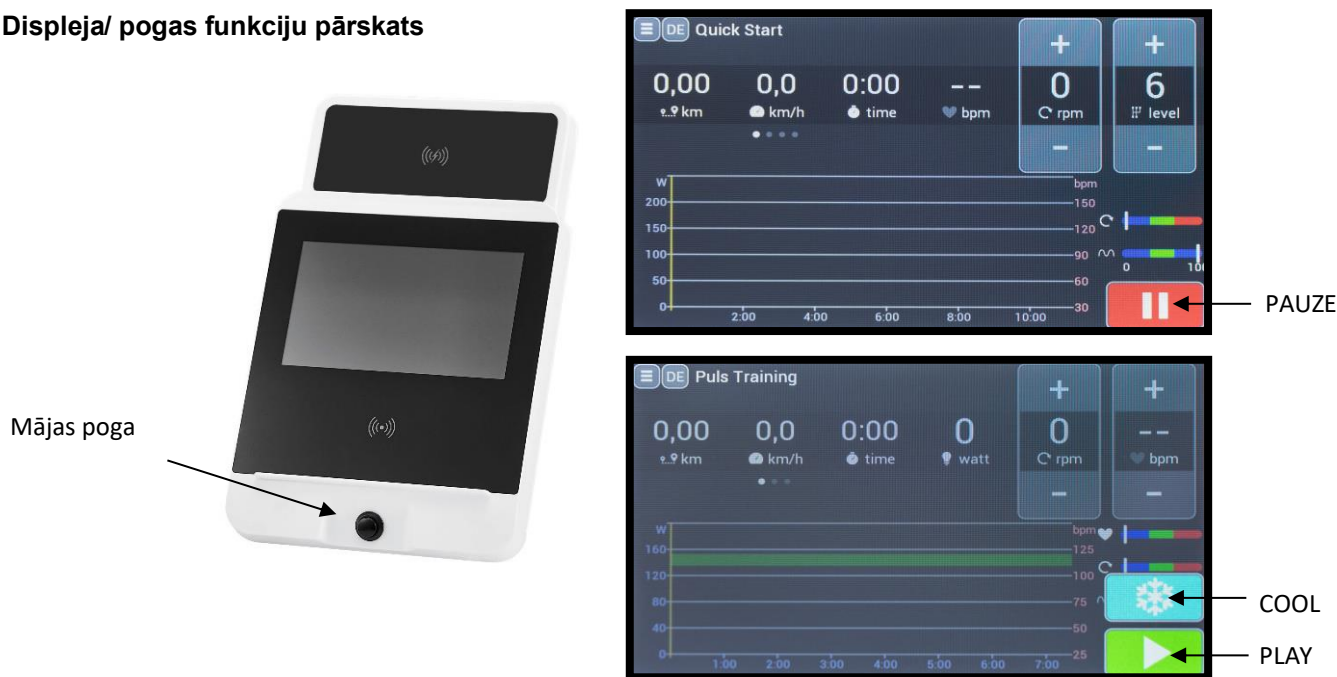 Displeja/ pogas funkciju pārskats
Mājas poga
DE Quick Start
0,00 0,0 0:00 -- 0 6
km km/h time bpm rpm level
+ +
- -
W bpm
200 150
150 120
100 90
50 60
0 30
2:00 4:00 6:00 8:00 10:00
0 10
PAUZE
DE Puls Training
0,00 0,0 0:00 0 0 --
km km/h time watt rpm bpm
+ +
- -
W bpm
160 125
120 100
80 75
40 50
0 25
1:00 2:00 3:00 4:00 5:00 6:00 7:00
COOL
PLAY